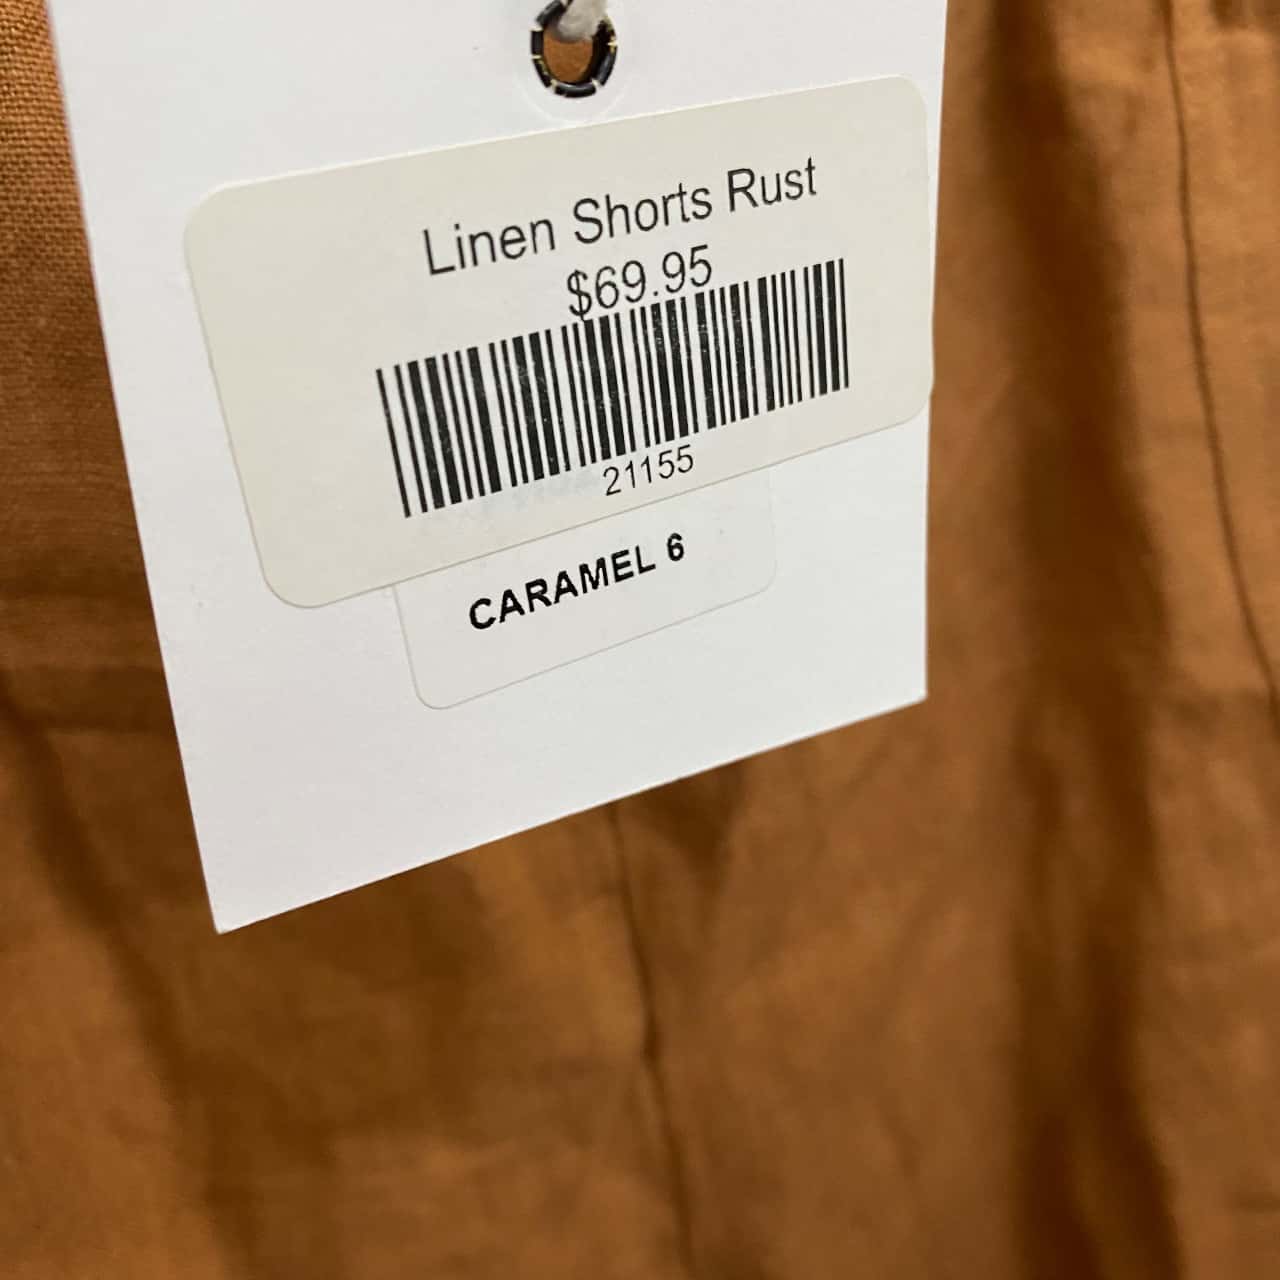 Linen Shorts Rust
$69.95
21155
CARAMEL 6